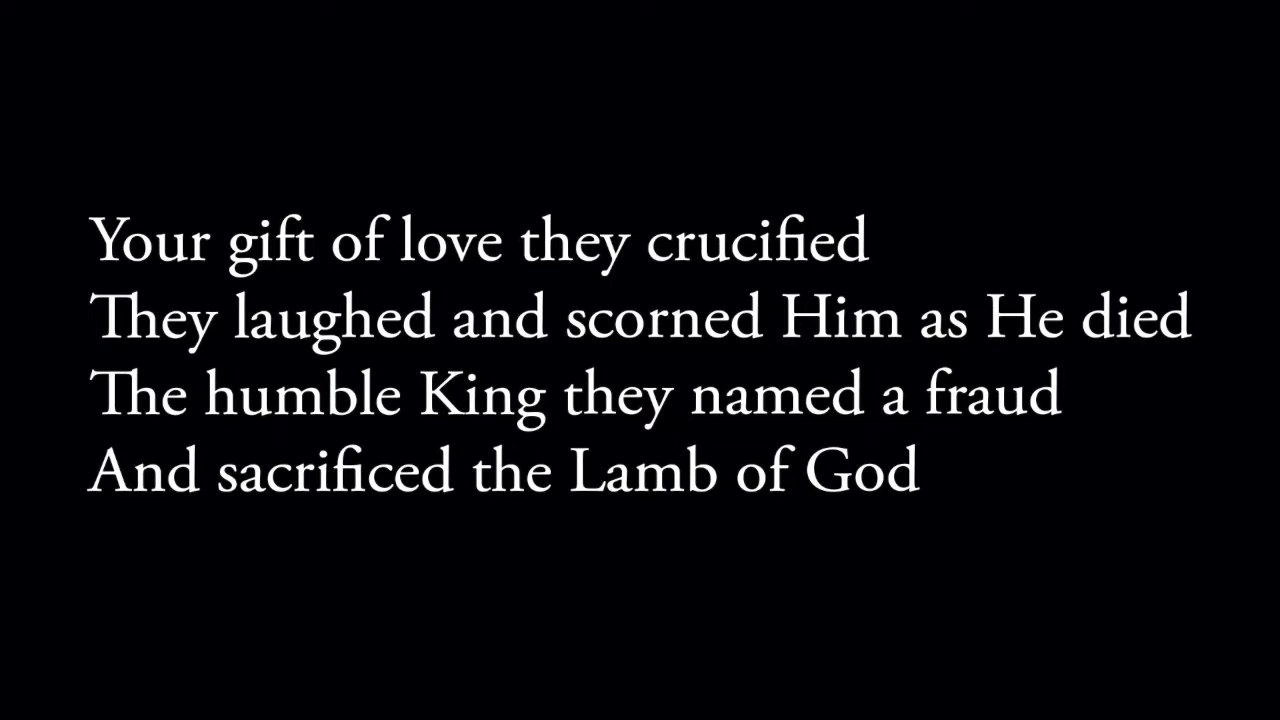 Your gift of love they crucified
They laughed and scorned Him as He died
The humble King they named a fraud
And sacrificed the Lamb of God